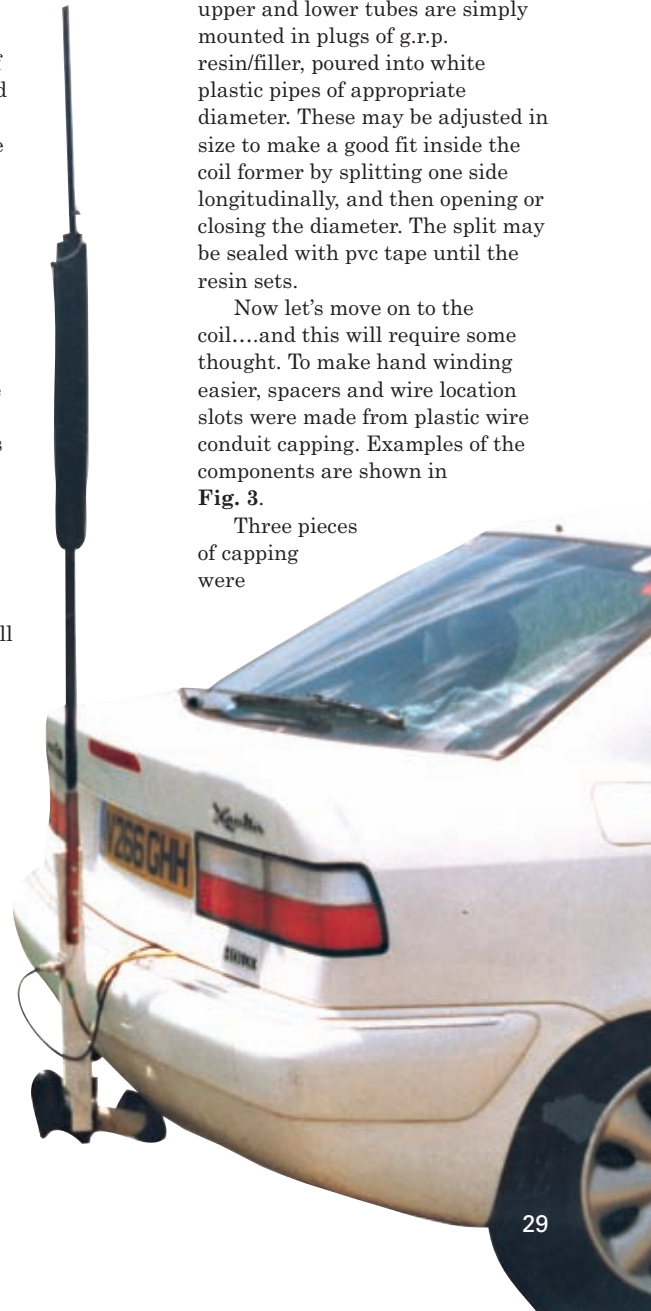 upper and lower tubes are simply
mounted in plugs of g.r.p.
resin/filler, poured into white
plastic pipes of appropriate
diameter. These may be adjusted in
size to make a good fit inside the
coil former by splitting one side
longitudinally, and then opening or
closing the diameter. The split may
be sealed with pvc tape until the
resin sets.
Now let's move on to the
coil....and this will require some
thought. To make hand winding
easier, spacers and wire location
slots were made from plastic wire
conduit capping. Examples of the
components are shown in
Fig. 3.
Three pieces
of capping
were
Xantia
V266 GHH
29